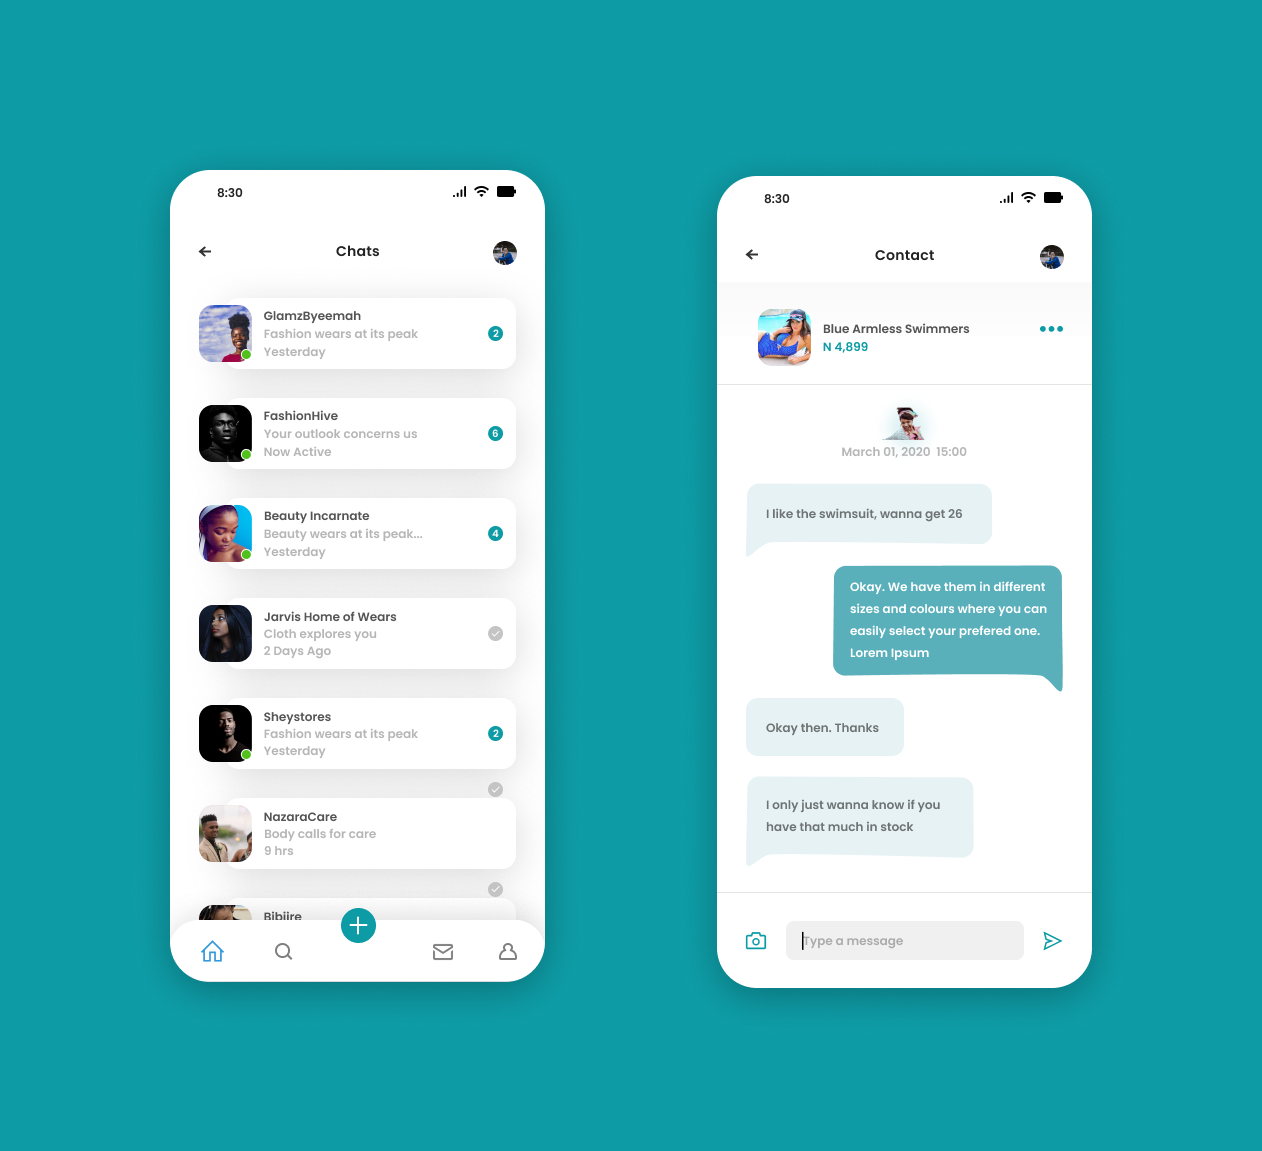 8:30
Chats
GlamzByeemah
Fashion wears at its peak
Yesterday
2
FashionHive
Your outlook concerns us
Now Active
6
Beauty Incarnate
Beauty wears at its peak...
Yesterday
4
Jarvis Home of Wears
Cloth explores you
2 Days Ago
Sheystores
Fashion wears at its peak
Yesterday
2
NazaraCare
Body calls for care
9 hrs
Bibiire
8:30
Contact
Blue Armless Swimmers
N 4,899
March 01, 2020 15:00
I like the swimsuit, wanna get 26
Okay. We have them in different
sizes and colours where you can
easily select your prefered one.
Lorem Ipsum
Okay then. Thanks
I only just wanna know if you
have that much in stock
Type a message